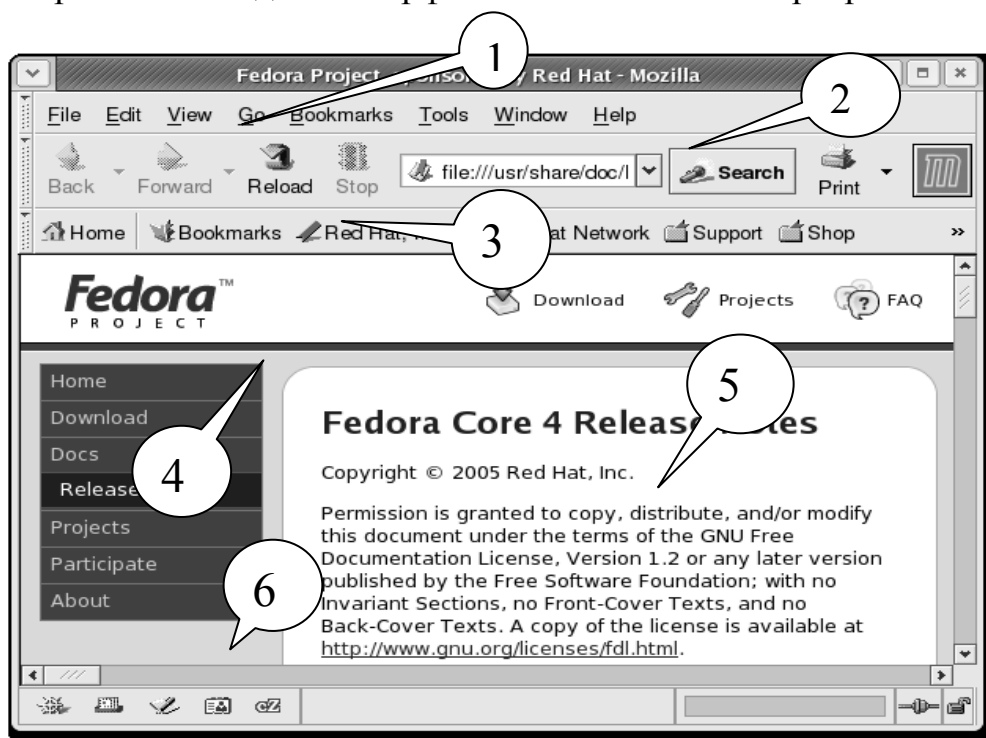 1
Fedora Project Red Hat - Mozilla
2
File Edit View Go Bookmarks Tools Window Help
Back Forward Reload Stop file:///usr/share/doc/ Search Print
3
Home Bookmarks Red Hat, Network Support Shop »
Fedora™
PROJECT
Download Projects FAQ
Home
Download
Docs
Release
Projects
Participate
About
4
5
6
Fedora Core 4 Release
Copyright © 2005 Red Hat, Inc.
Permission is granted to copy, distribute, and/or modify
this document under the terms of the GNU Free
Documentation License, Version 1.2 or any later version
published by the Free Software Foundation; with no
Invariant Sections, no Front-Cover Texts, and no
Back-Cover Texts. A copy of the license is available at
http://www.gnu.org/licenses/fdl.html.